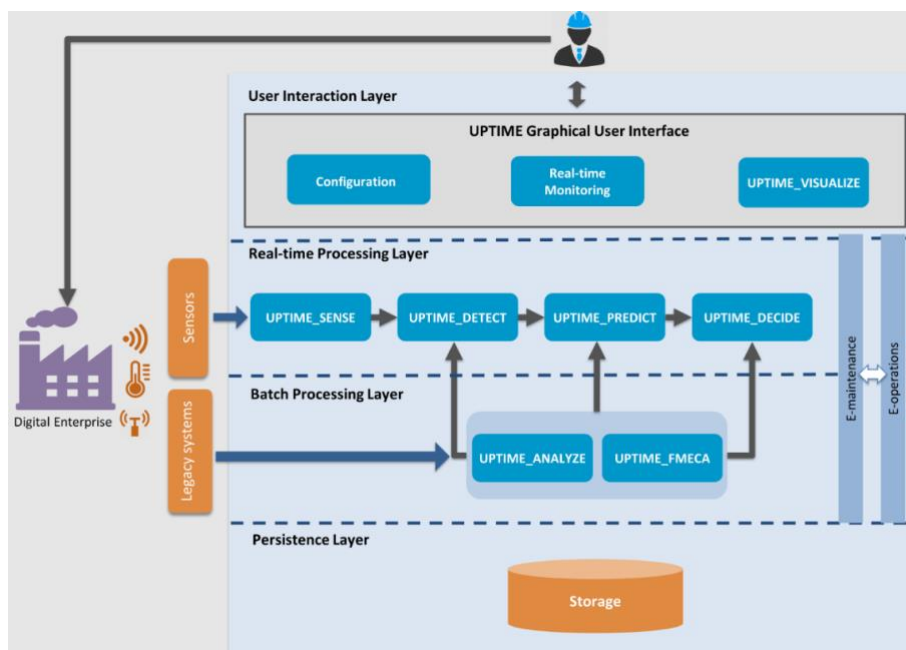 User Interaction Layer
UPTIME Graphical User Interface
Configuration
Real-time
Monitoring
UPTIME_VISUALIZE
Real-time Processing Layer
Sensors
UPTIME_SENSE
UPTIME_DETECT
UPTIME_PREDICT
UPTIME_DECIDE
E-maintenance
E-operations
Digital Enterprise
Batch Processing Layer
Legacy systems
UPTIME_ANALYZE
UPTIME_FMECA
Persistence Layer
Storage